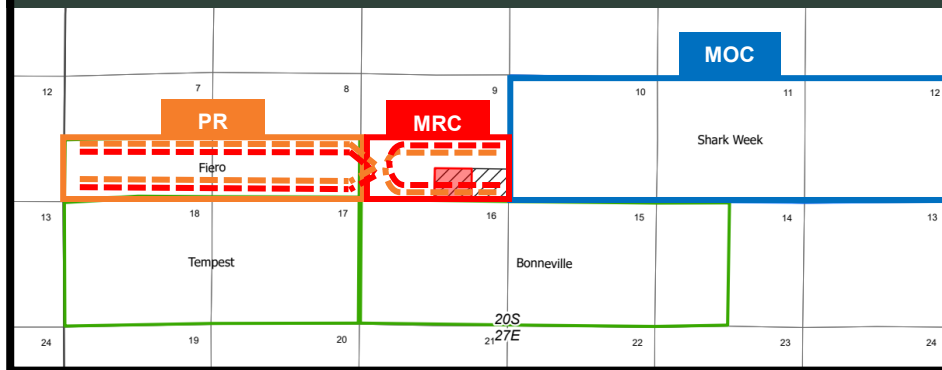 MOC
12 7 8 9 10 11 12
PR
MRC
Shark Week
Fiero
13 18 17 16 15 14 13
Tempest
Bonneville
20S
27E
24 19 20 21 22 23 24